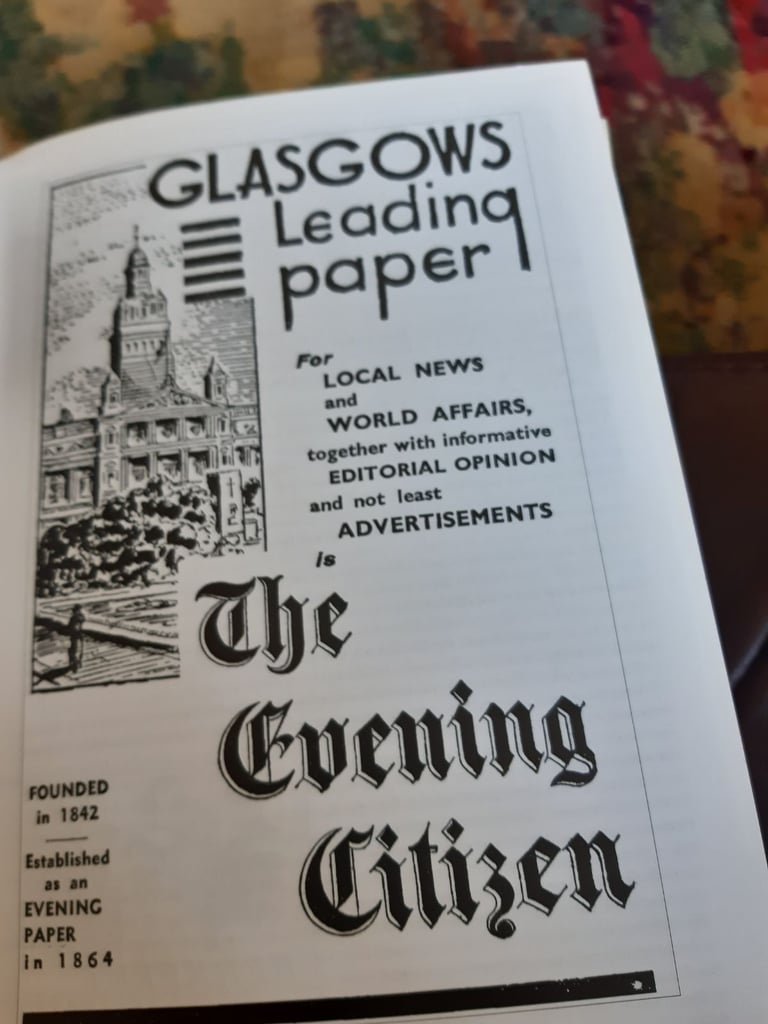 GLASGOWS
Leading
paper
For
LOCAL NEWS
and
WORLD AFFAIRS,
together with informative
EDITORIAL OPINION
and not least
ADVERTISEMENTS
is
The
Evening
Citizen
FOUNDED
in 1842
Established
as an
EVENING
PAPER
in 1864